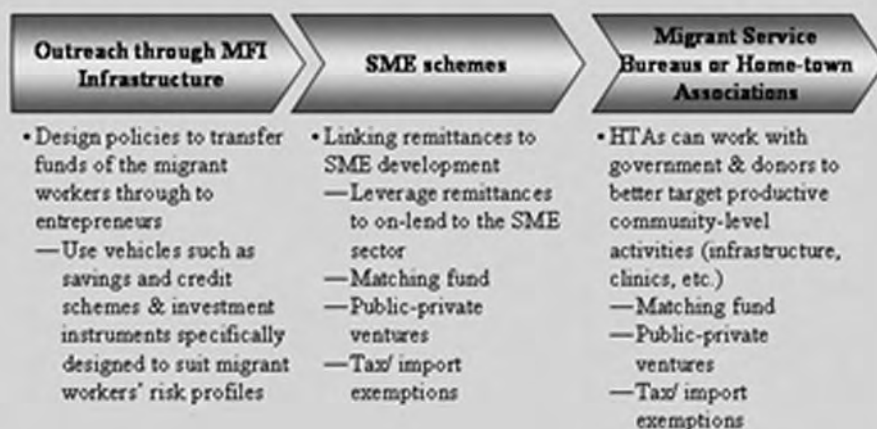 Outreach through MFI
Infrastructure
• Design policies to transfer
funds of the migrant
workers through to
entrepreneurs
—Use vehicles such as
savings and credit
schemes & investment
instruments specifically
designed to suit migrant
workers' risk profiles
SME schemes
• Linking remittances to
SME development
—Leverage remittances
to on-lend to the SME
sector
—Matching fund
—Public-private
ventures
—Tax/ import
exemptions
Migrant Service
Bureaus or Home-town
Associations
• HTAs can work with
government & donors to
better target productive
community-level
activities (infrastructure,
clinics, etc.)
—Matching fund
—Public-private
ventures
—Tax/ import
exemptions